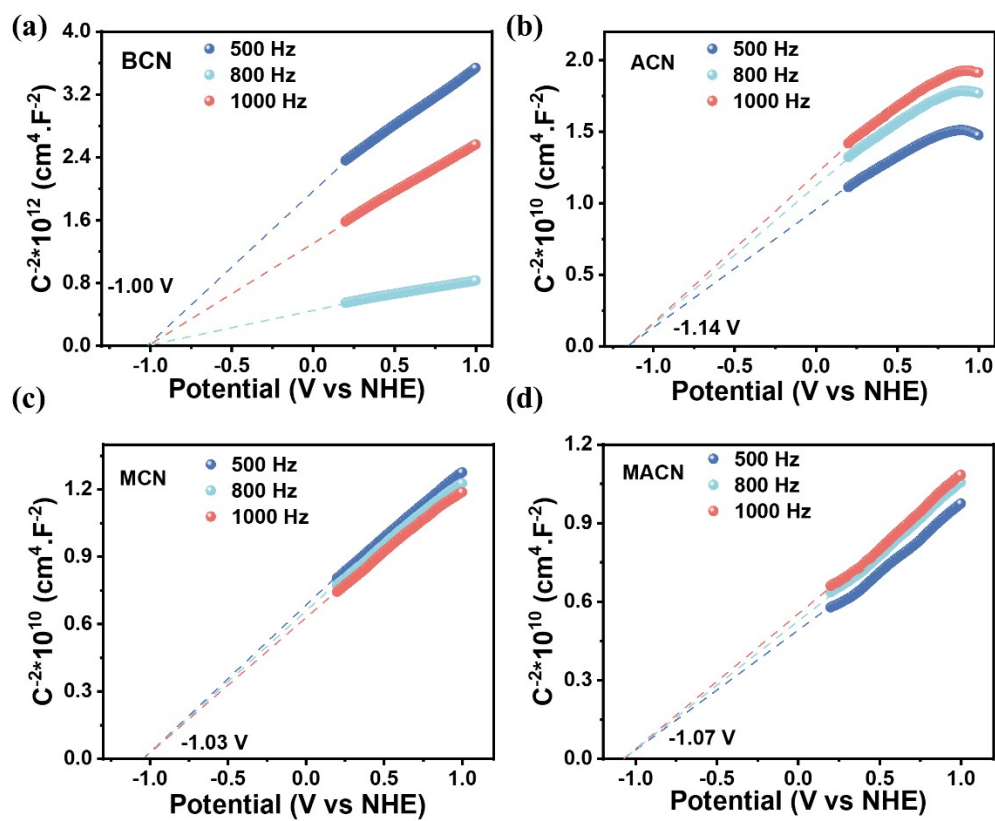 (a)
BCN
500 Hz
800 Hz
1000 Hz
C⁻²*10¹² (cm⁴.F⁻²)
4.0
3.2
2.4
1.6
0.8
0.0
-1.00 V
-1.0 -0.5 0.0 0.5 1.0
Potential (V vs NHE)
(b)
ACN
500 Hz
800 Hz
1000 Hz
C⁻²*10¹⁰ (cm⁴.F⁻²)
2.0
1.5
1.0
0.5
0.0
-1.14 V
-1.0 -0.5 0.0 0.5 1.0
Potential (V vs NHE)
(c)
MCN
500 Hz
800 Hz
1000 Hz
C⁻²*10¹⁰ (cm⁴.F⁻²)
1.2
0.9
0.6
0.3
0.0
-1.03 V
-1.0 -0.5 0.0 0.5 1.0
Potential (V vs NHE)
(d)
MACN
500 Hz
800 Hz
1000 Hz
C⁻²*10¹⁰ (cm⁴.F⁻²)
1.2
0.9
0.6
0.3
0.0
-1.07 V
-1.0 -0.5 0.0 0.5 1.0
Potential (V vs NHE)